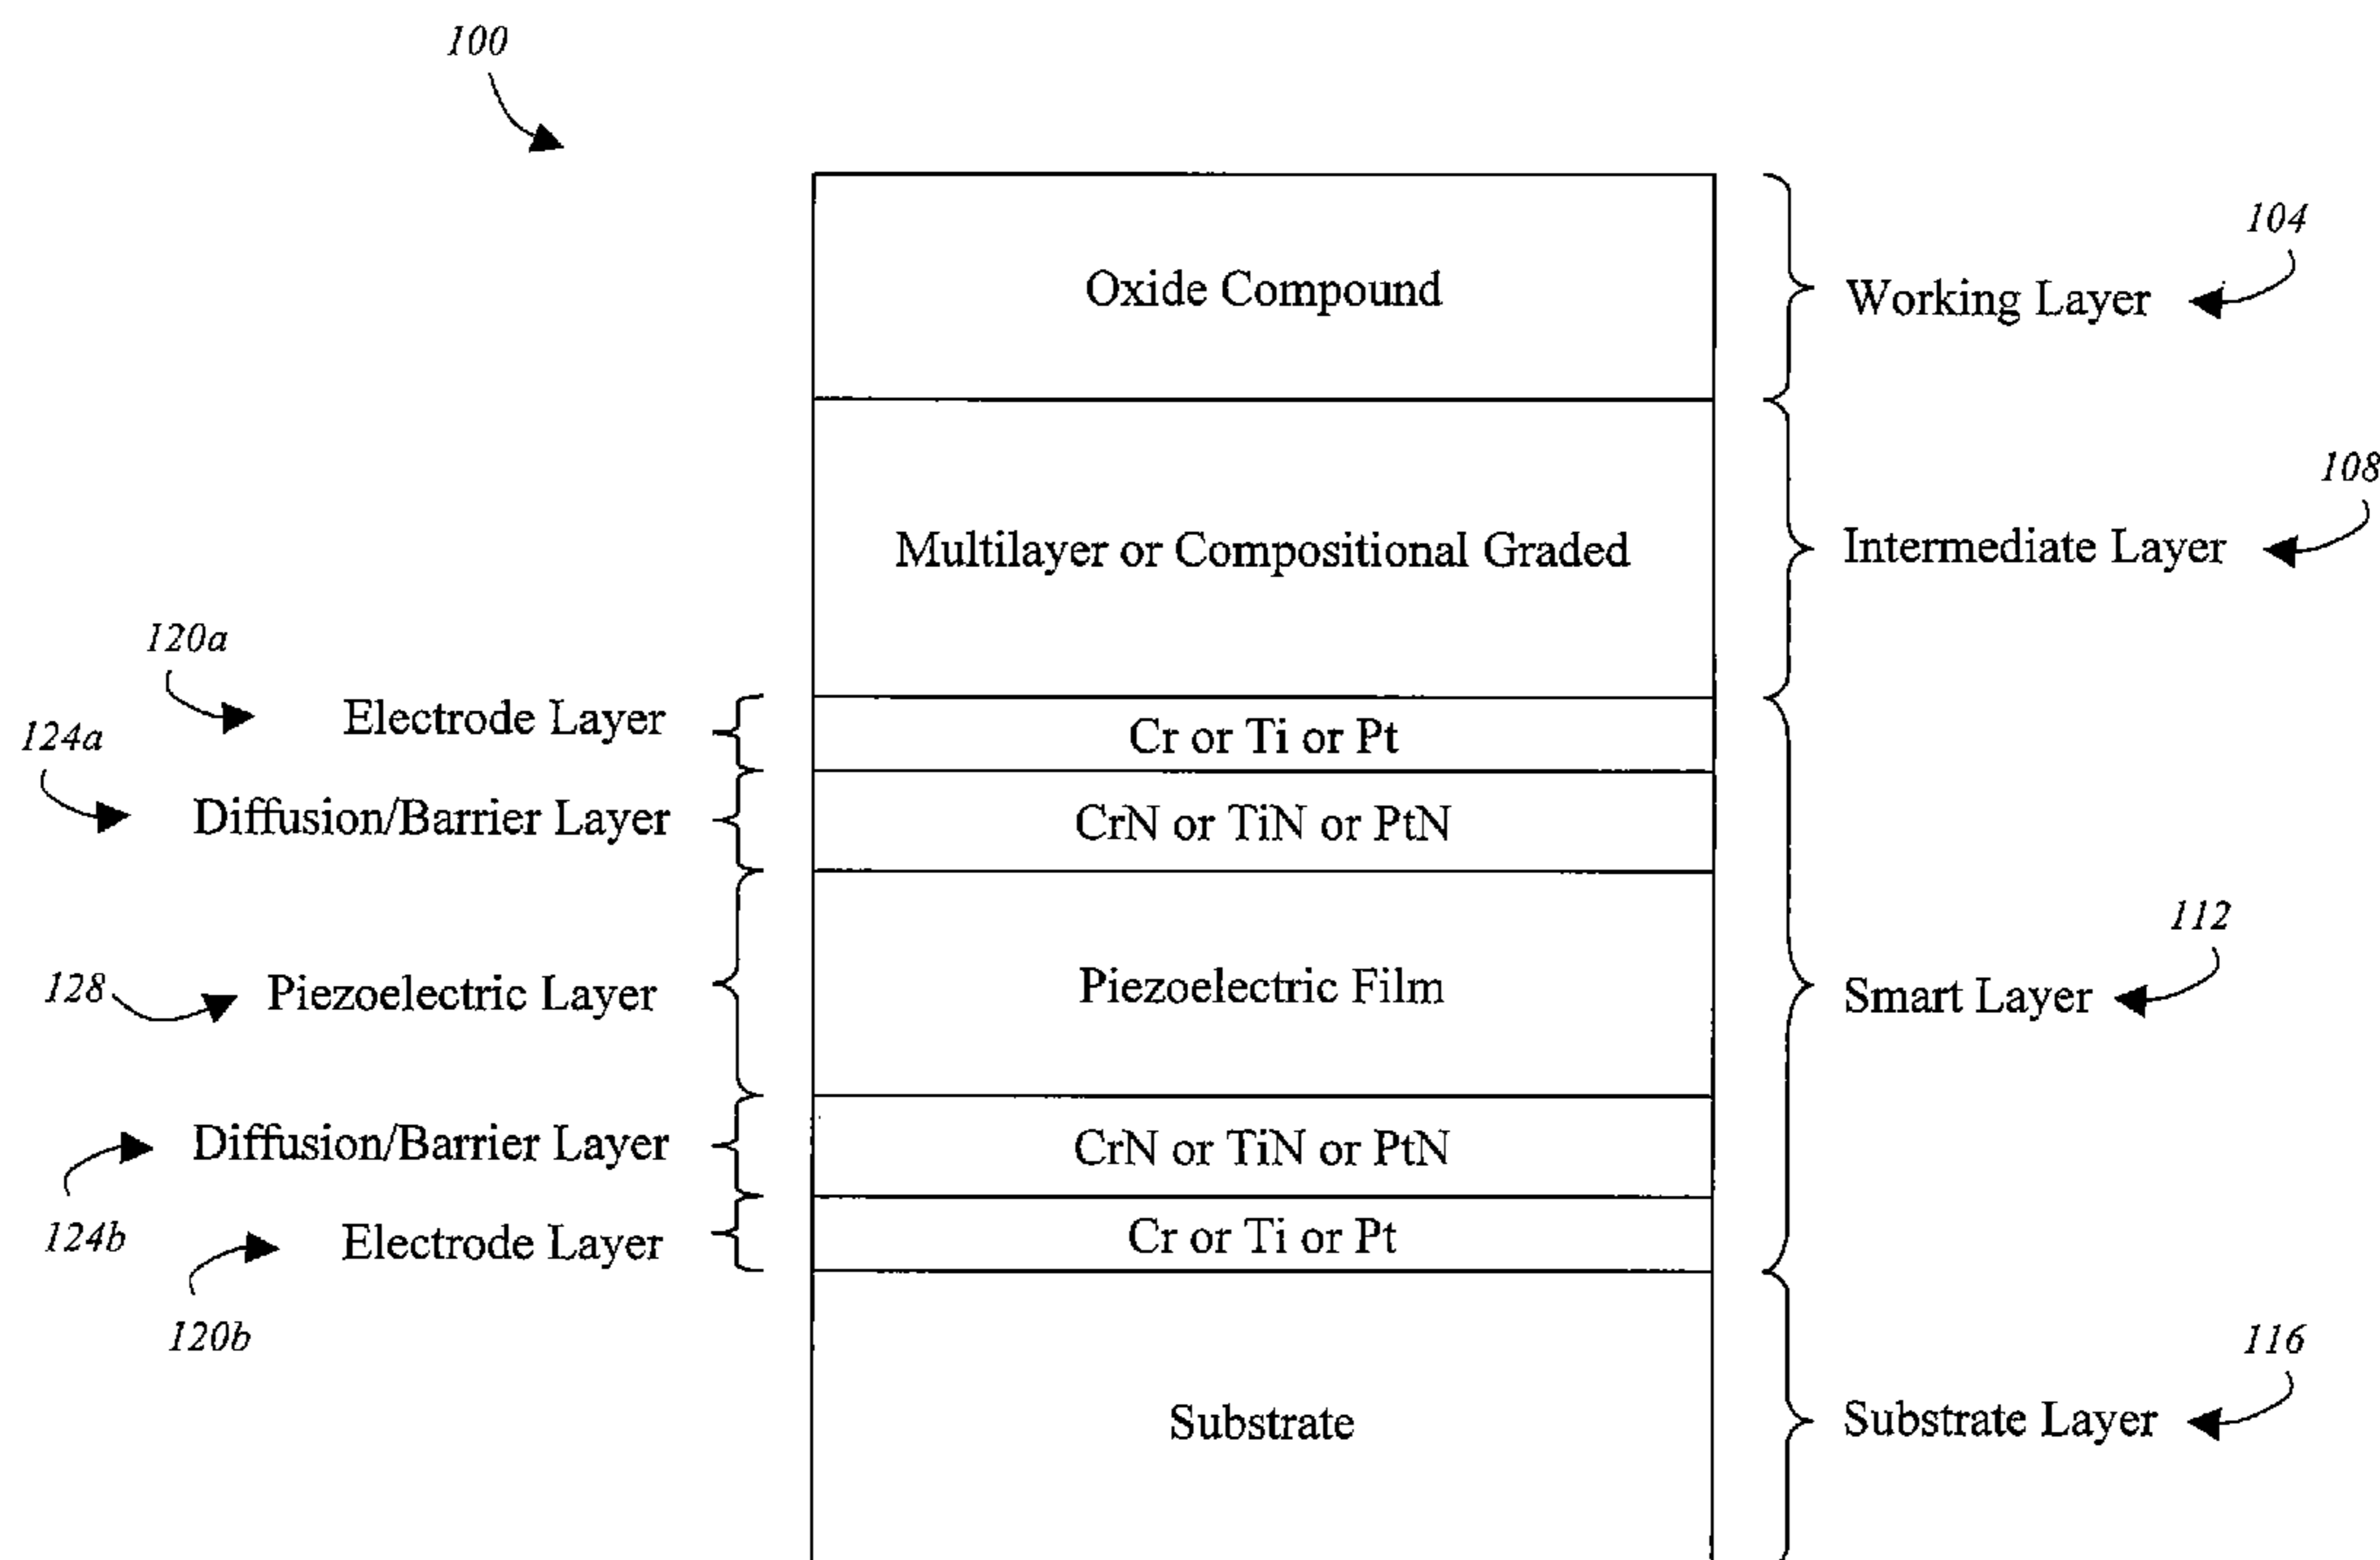 100
Oxide Compound
Working Layer
104
Multilayer or Compositional Graded
Intermediate Layer
108
120a
Electrode Layer
Cr or Ti or Pt
124a
Diffusion/Barrier Layer
CrN or TiN or PtN
128
Piezoelectric Layer
Piezoelectric Film
Smart Layer
112
Diffusion/Barrier Layer
CrN or TiN or PtN
124b
Electrode Layer
Cr or Ti or Pt
120b
Substrate
Substrate Layer
116